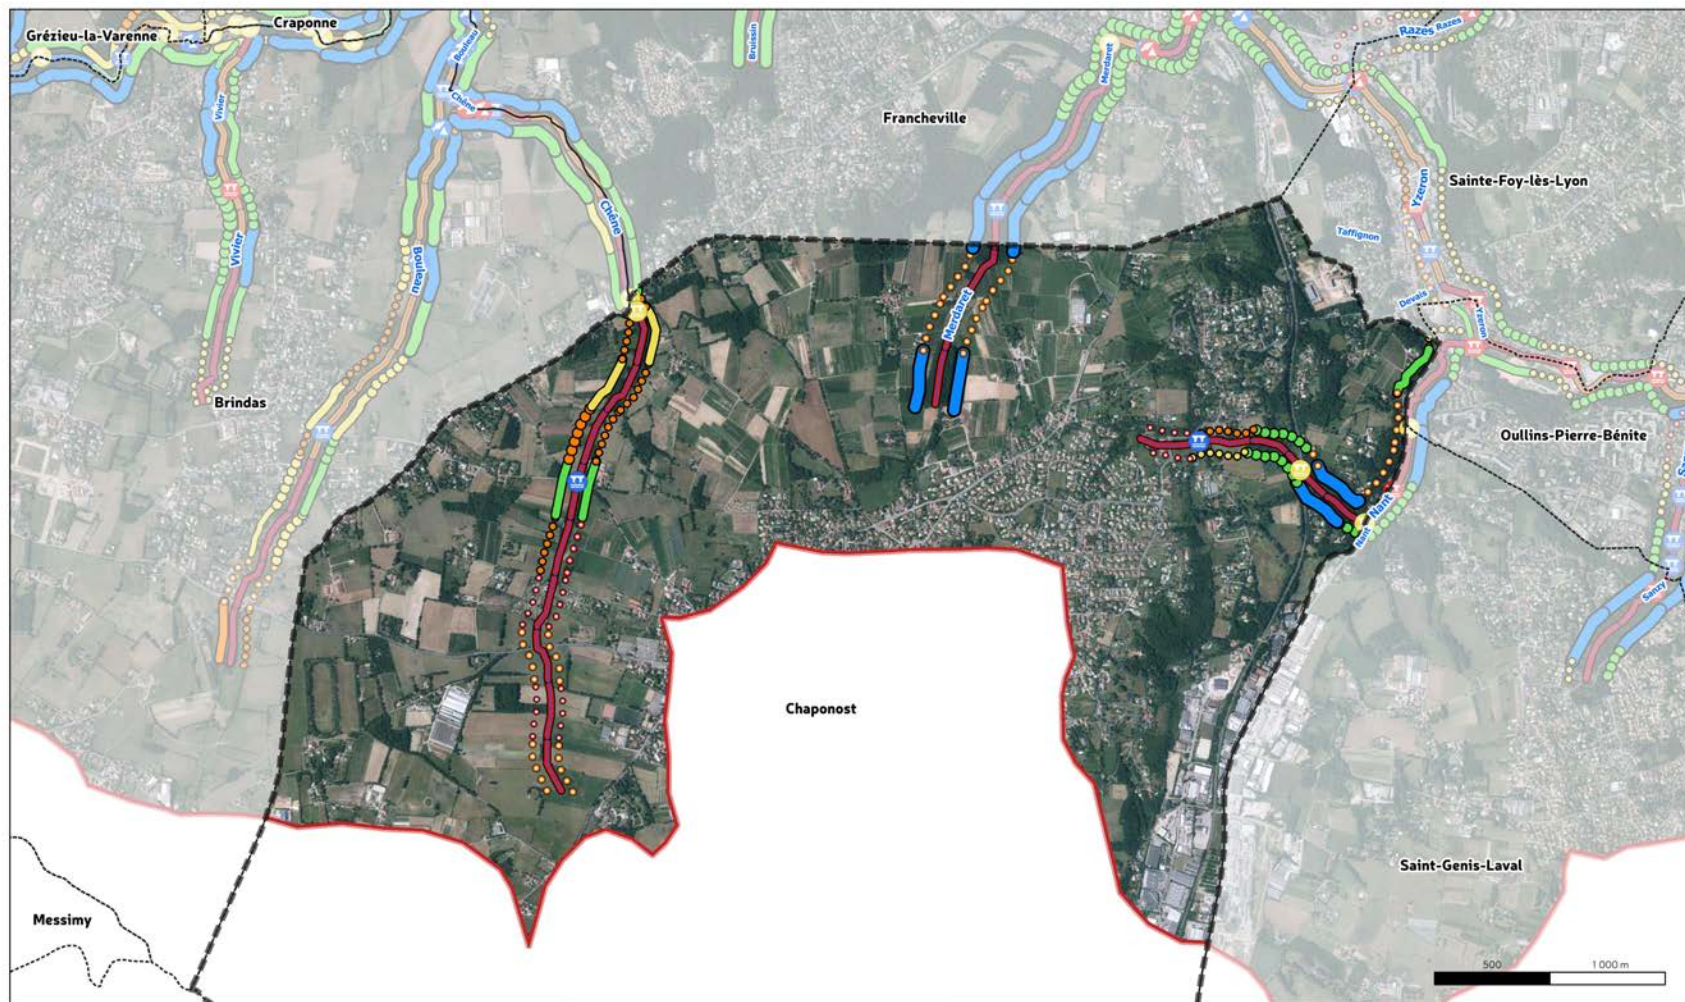 Craponne
Grézieu-la-Varenne
Bouleau
Bruissin
Merdaret
Razes
Razes
Vivier
Chêne
Francheville
Sainte-Foy-lès-Lyon
Yzeron
Chêne
Taffignon
Vivier
Bouleau
Devais
Merdaret
Yzeron
Brindas
Oullins-Pierre-Bénite
Nant
Nant
Sanzy
Chaponost
Saint-Genis-Laval
Messimy
500
1 000 m